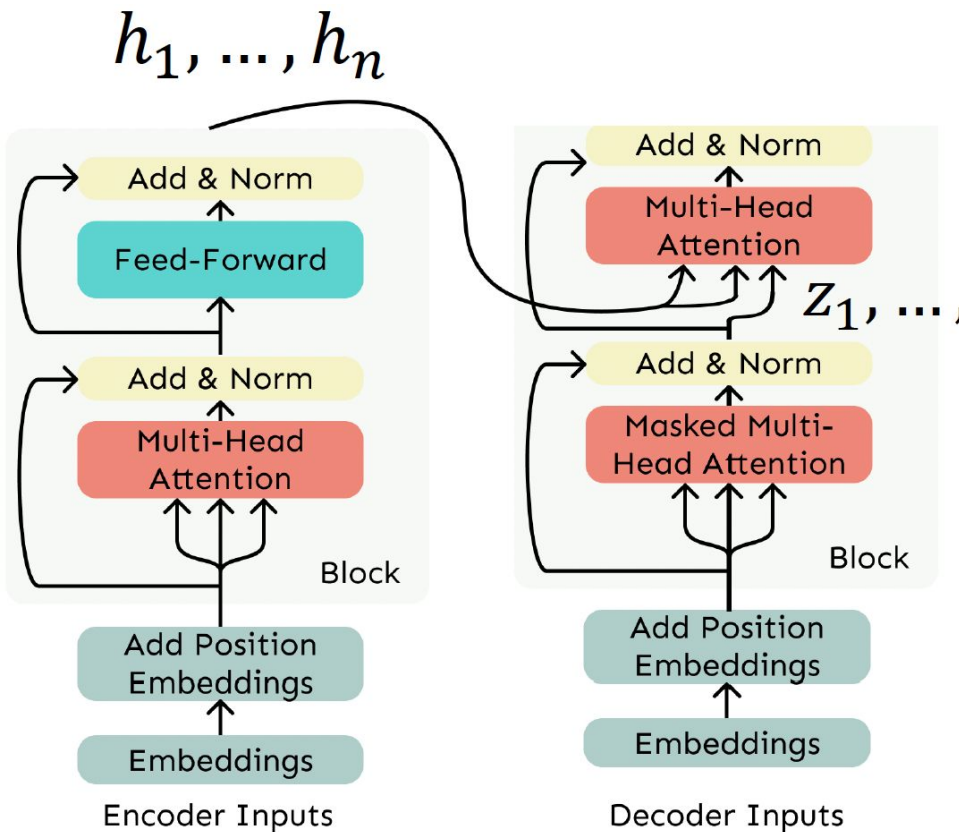 h₁, …, hₙ
Add & Norm
Feed-Forward
Add & Norm
Multi-Head
Attention
Block
Add Position
Embeddings
Embeddings
Encoder Inputs
Add & Norm
Multi-Head
Attention
z₁, …,
Add & Norm
Masked Multi-
Head Attention
Block
Add Position
Embeddings
Embeddings
Decoder Inputs